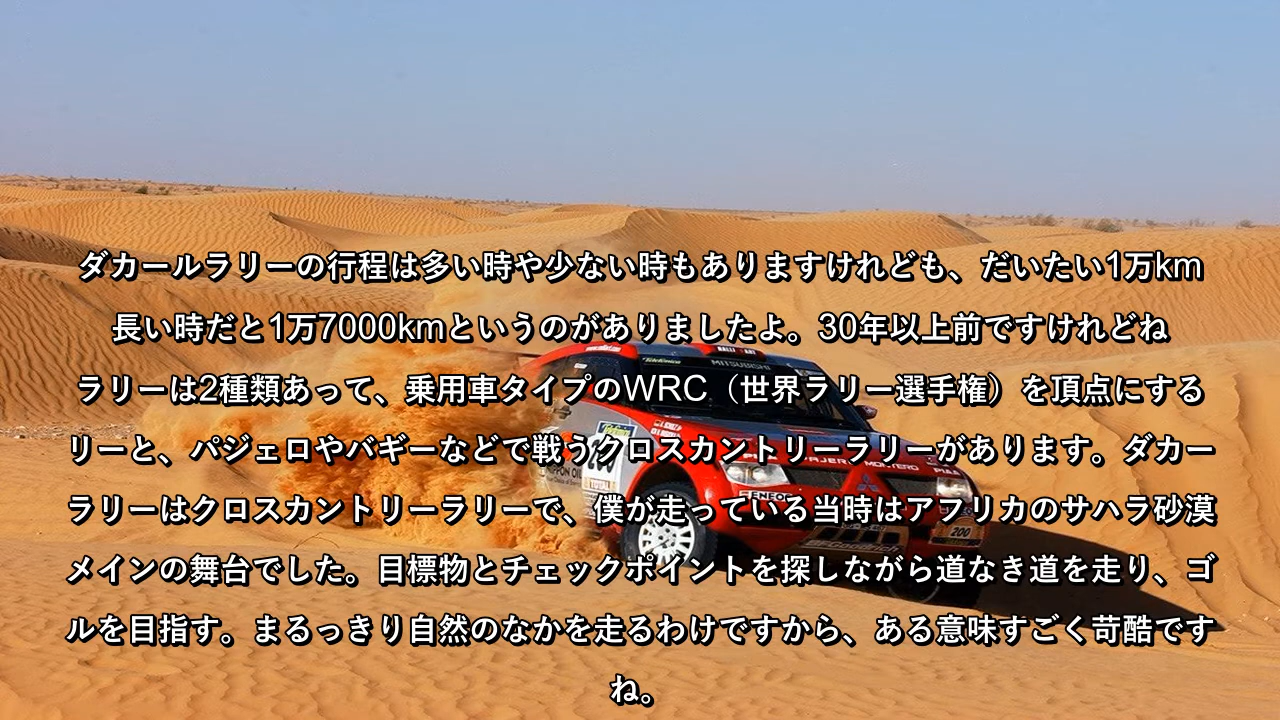 ダカールラリーの行程は多い時や少ない時もありますけれども、だいたい1万km
長い時だと1万7000kmというのがありましたよ。30年以上前ですけれどね
ラリーは2種類あって、乗用車タイプのWRC（世界ラリー選手権）を頂点にする
リーと、パジェロやバギーなどで戦うクロスカントリーラリーがあります。ダカー
ラリーはクロスカントリーラリーで、僕が走っている当時はアフリカのサハラ砂漠
メインの舞台でした。目標物とチェックポイントを探しながら道なき道を走り、ゴ
ルを目指す。まるっきり自然のなかを走るわけですから、ある意味すごく苛酷です
ね。
MITSUBISHI
Telefonica
MONTERO
PIAA
ENEOS
TOTAL
200
BFGoodrich